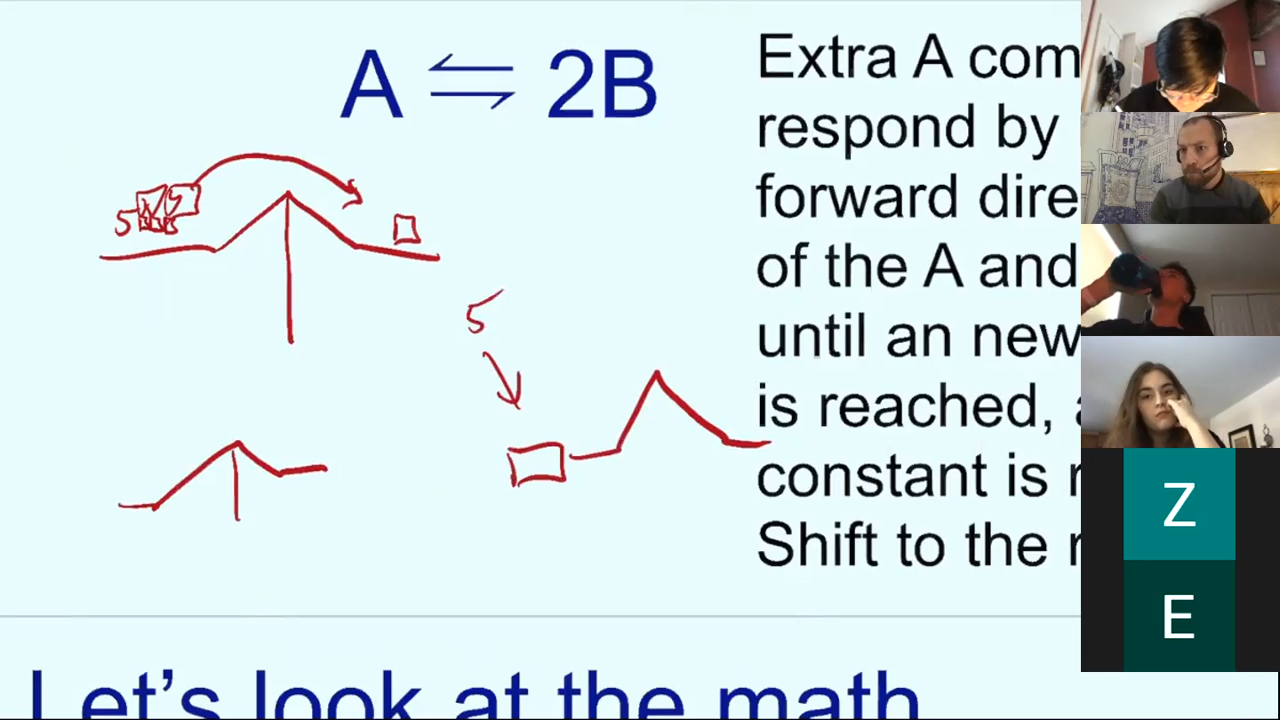 A ⇌ 2B
Extra A com
respond by
forward dire
of the A and
until an new
is reached, a
constant is r
Shift to the r
5
5
Let's look at the math
Z
E